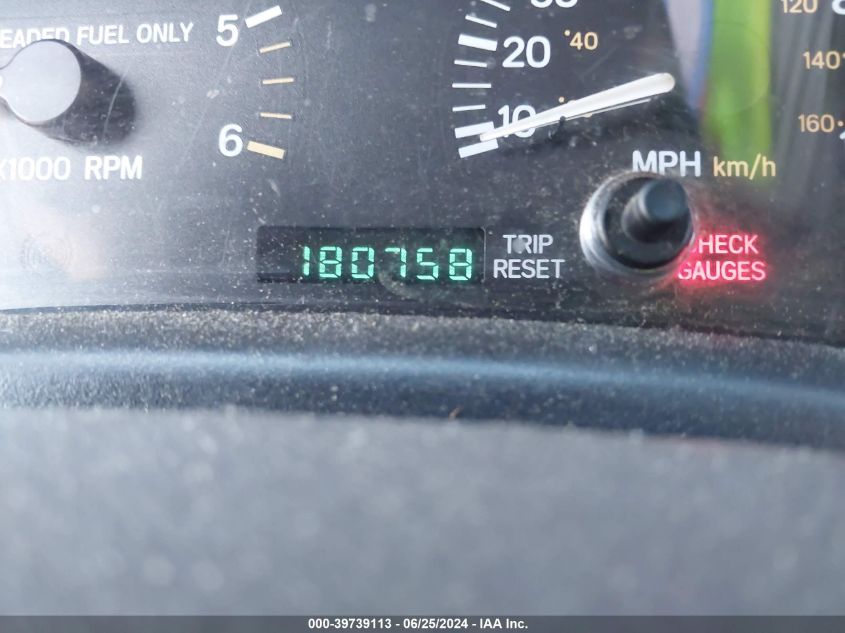 5
6
EADED FUEL ONLY
X1000 RPM
20
10
40
MPH km/h
120
140
160
180758
TRIP
RESET
CHECK
GAUGES
000-39739113 - 06/25/2024 - IAA Inc.